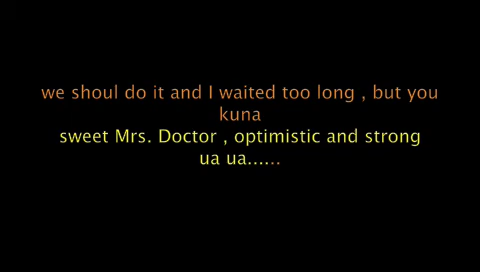 we shoul do it and I waited too long , but you
kuna
sweet Mrs. Doctor , optimistic and strong
ua ua......